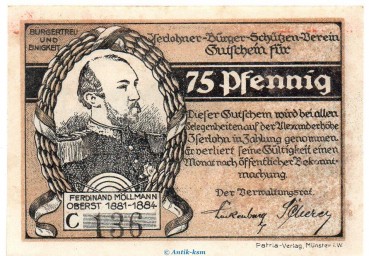 BÜRGERTREU
UND
EINIGKEIT
Iserlohner-Bürger-Schützen-Verein
Gutschein für
75 Pfennig
Dieser Gutschein wird bei allen
Gelegenheiten auf der Alexanderhöhe
Iserlohn in Zahlung genommen.
Er verliert seine Gültigkeit einen
Monat nach öffentlicher Bekannt-
machung.
Der Verwaltungsrat.
FERDINAND MÖLLMANN
OBERST 1881-1884
C 136
Patria-Verlag, Münster i.W.
© Antik-kam